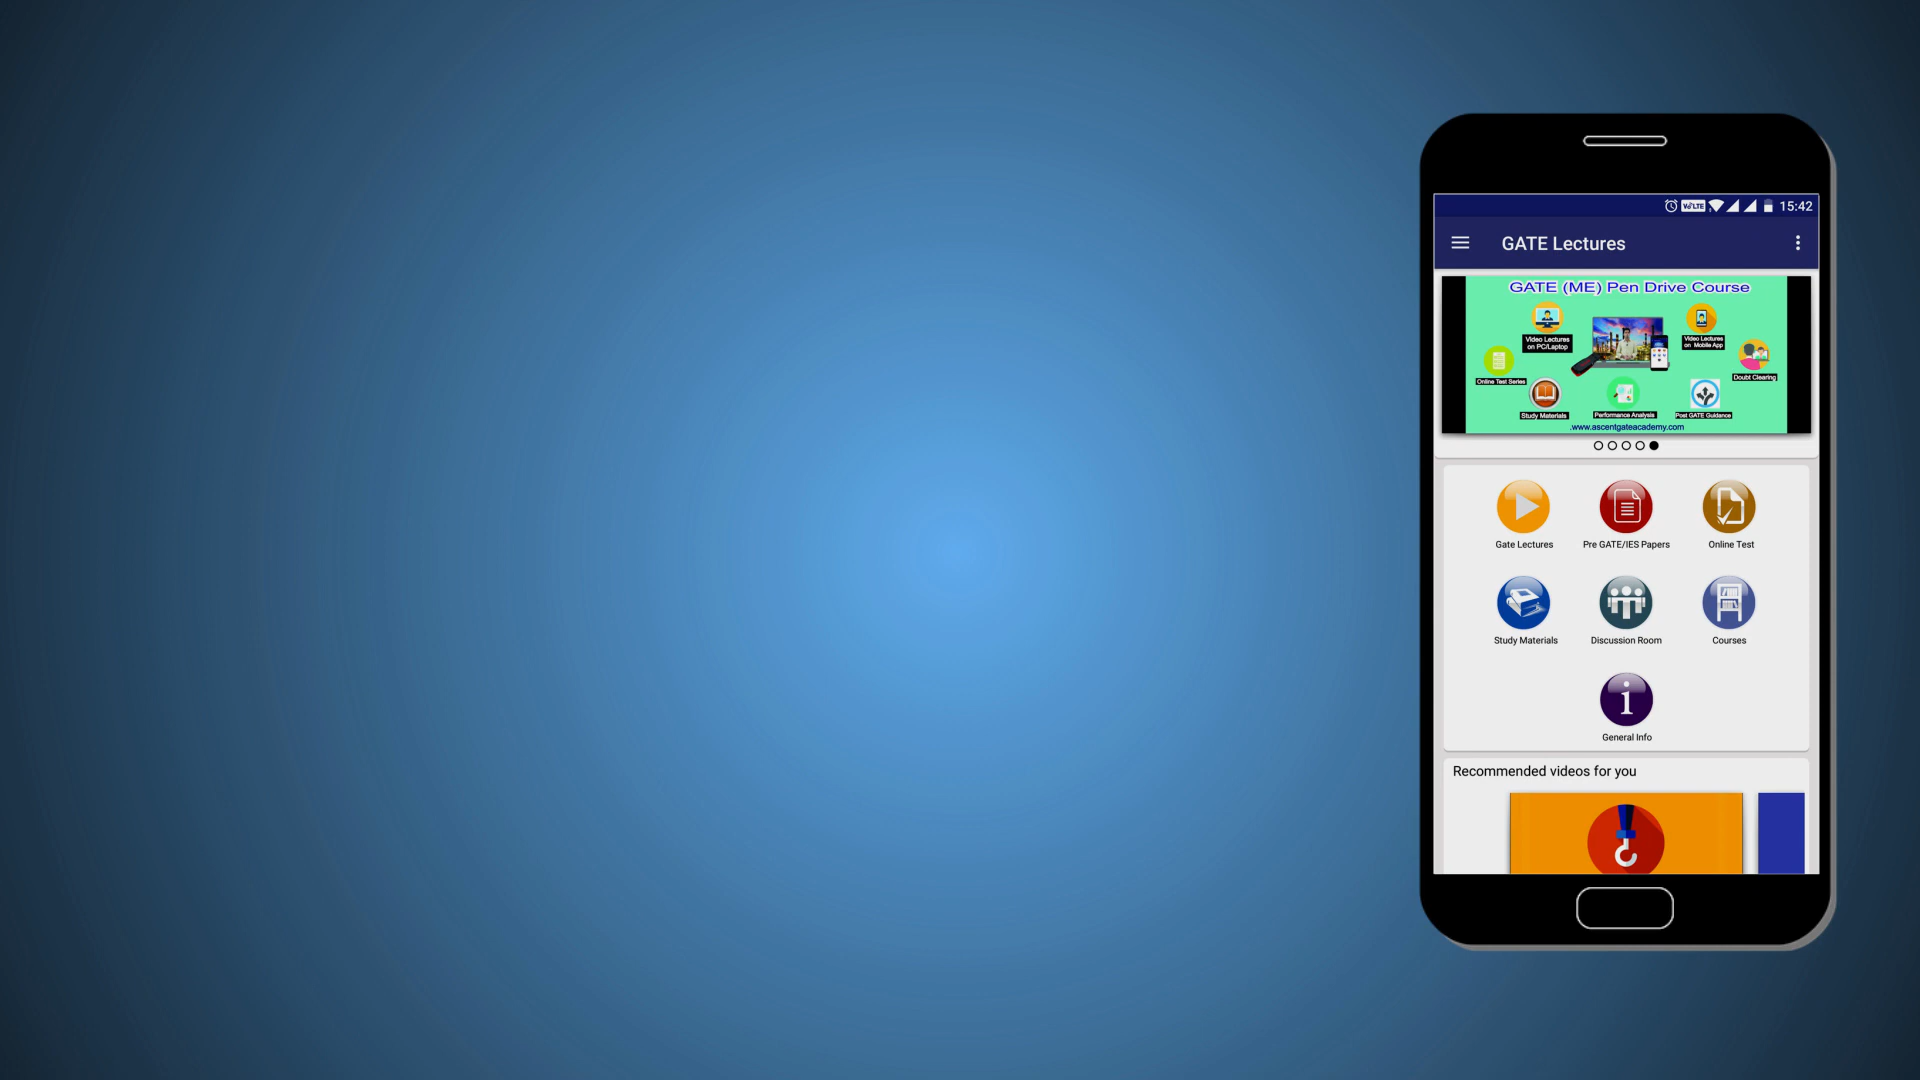 VoLTE 15:42
GATE Lectures
GATE (ME) Pen Drive Course
Video Lectures
on PC/Laptop
Video Lectures
on Mobile App
Online Test Series
Doubt Clearing
Study Materials
Performance Analysis
Post GATE Guidance
.www.ascentgateacademy.com
Gate Lectures
Pre GATE/IES Papers
Online Test
Study Materials
Discussion Room
Courses
General Info
Recommended videos for you